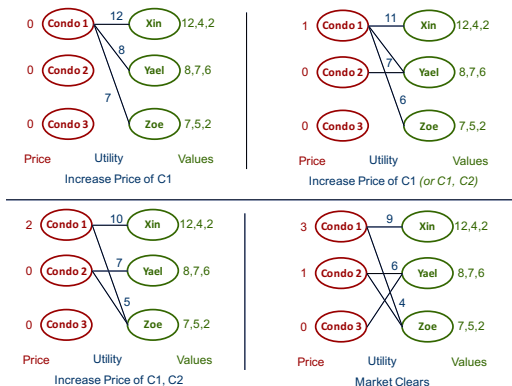 0 Condo 1 12 Xin 12,4,2
8
0 Condo 2 Yael 8,7,6
7
0 Condo 3 Zoe 7,5,2
Price Utility Values
Increase Price of C1
1 Condo 1 11 Xin 12,4,2
0 Condo 2 7 Yael 8,7,6
6
0 Condo 3 Zoe 7,5,2
Price Utility Values
Increase Price of C1 (or C1, C2)
2 Condo 1 10 Xin 12,4,2
0 Condo 2 7 Yael 8,7,6
5
0 Condo 3 Zoe 7,5,2
Price Utility Values
Increase Price of C1, C2
3 Condo 1 9 Xin 12,4,2
1 Condo 2 6 Yael 8,7,6
4
0 Condo 3 Zoe 7,5,2
Price Utility Values
Market Clears